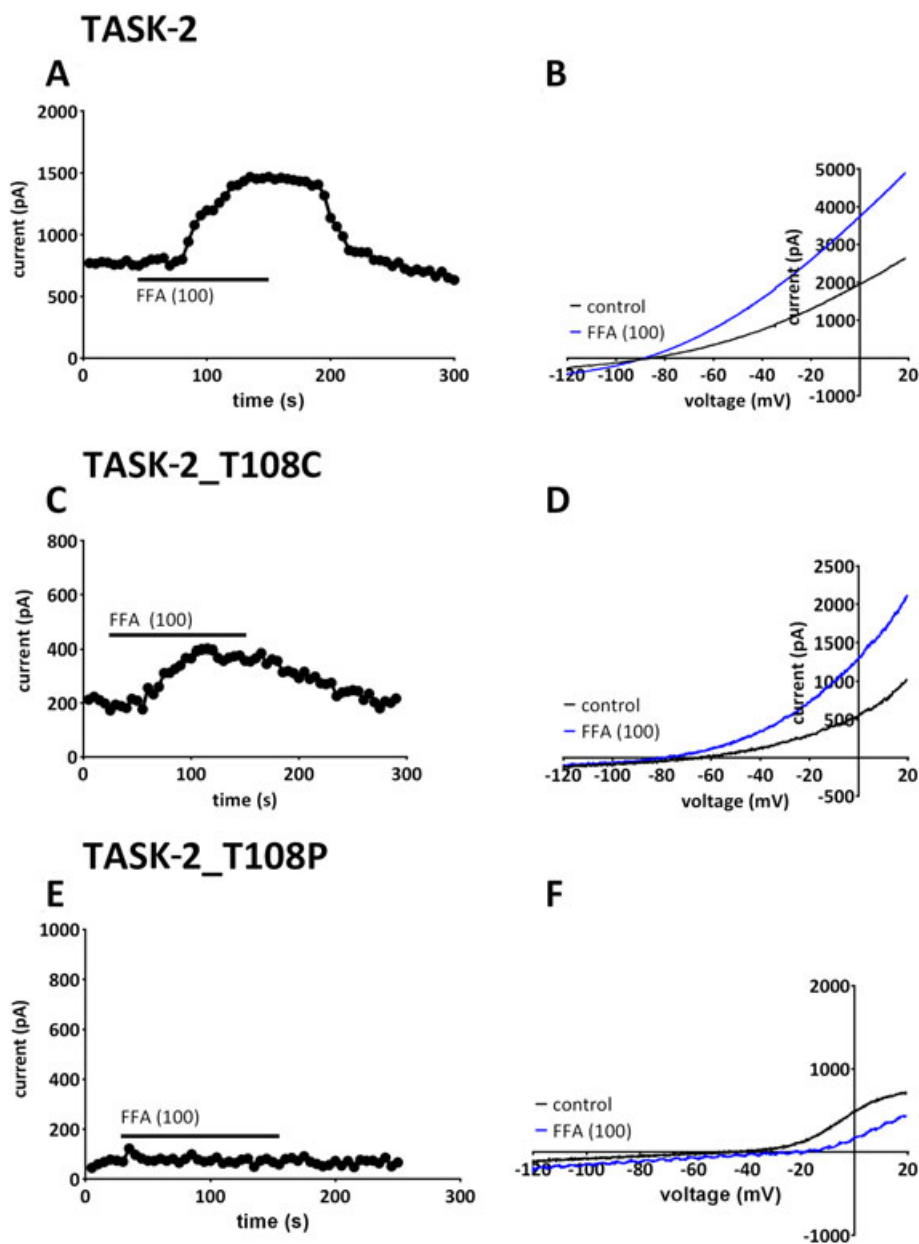 TASK-2
A
2000
1500
1000
500
0
current (pA)
FFA (100)
0 100 200 300
time (s)
B
5000
4000
3000
2000
1000
-1000
current (pA)
control
FFA (100)
-120 -100 -80 -60 -40 -20 0 20
voltage (mV)
TASK-2_T108C
C
800
600
400
200
0
current (pA)
FFA (100)
0 100 200 300
time (s)
D
2500
2000
1500
1000
500
-500
current (pA)
control
FFA (100)
-120 -100 -80 -60 -40 -20 0 20
voltage (mV)
TASK-2_T108P
E
1000
800
600
400
200
0
current (pA)
FFA (100)
0 100 200 300
time (s)
F
2000
1000
-1000
control
FFA (100)
-120 -100 -80 -60 -40 -20 0 20
voltage (mV)